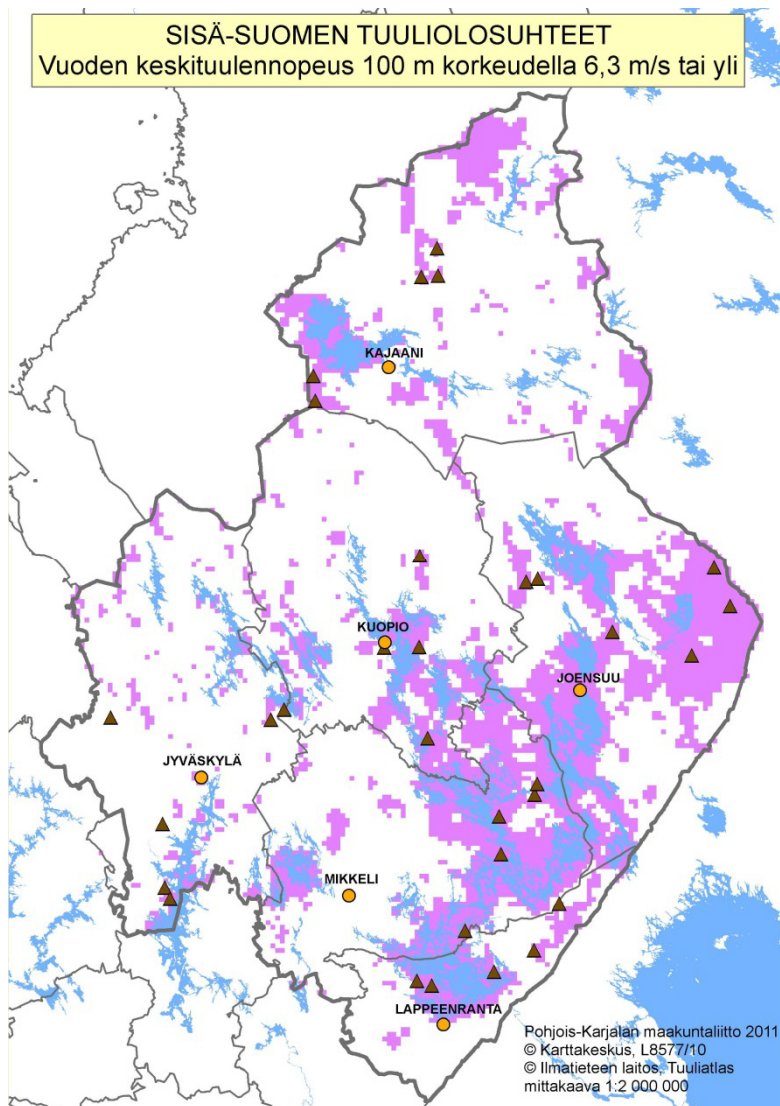 SISÄ-SUOMEN TUULIOLOSUHTEET
Vuoden keskituulennopeus 100 m korkeudella 6,3 m/s tai yli
KAJAANI
KUOPIO
JOENSUU
JYVÄSKYLÄ
MIKKELI
LAPPEENRANTA
Pohjois-Karjalan maakuntaliitto 2011
© Karttakeskus, L8577/10
© Ilmatieteen laitos, Tuuliatlas
mittakaava 1:2 000 000